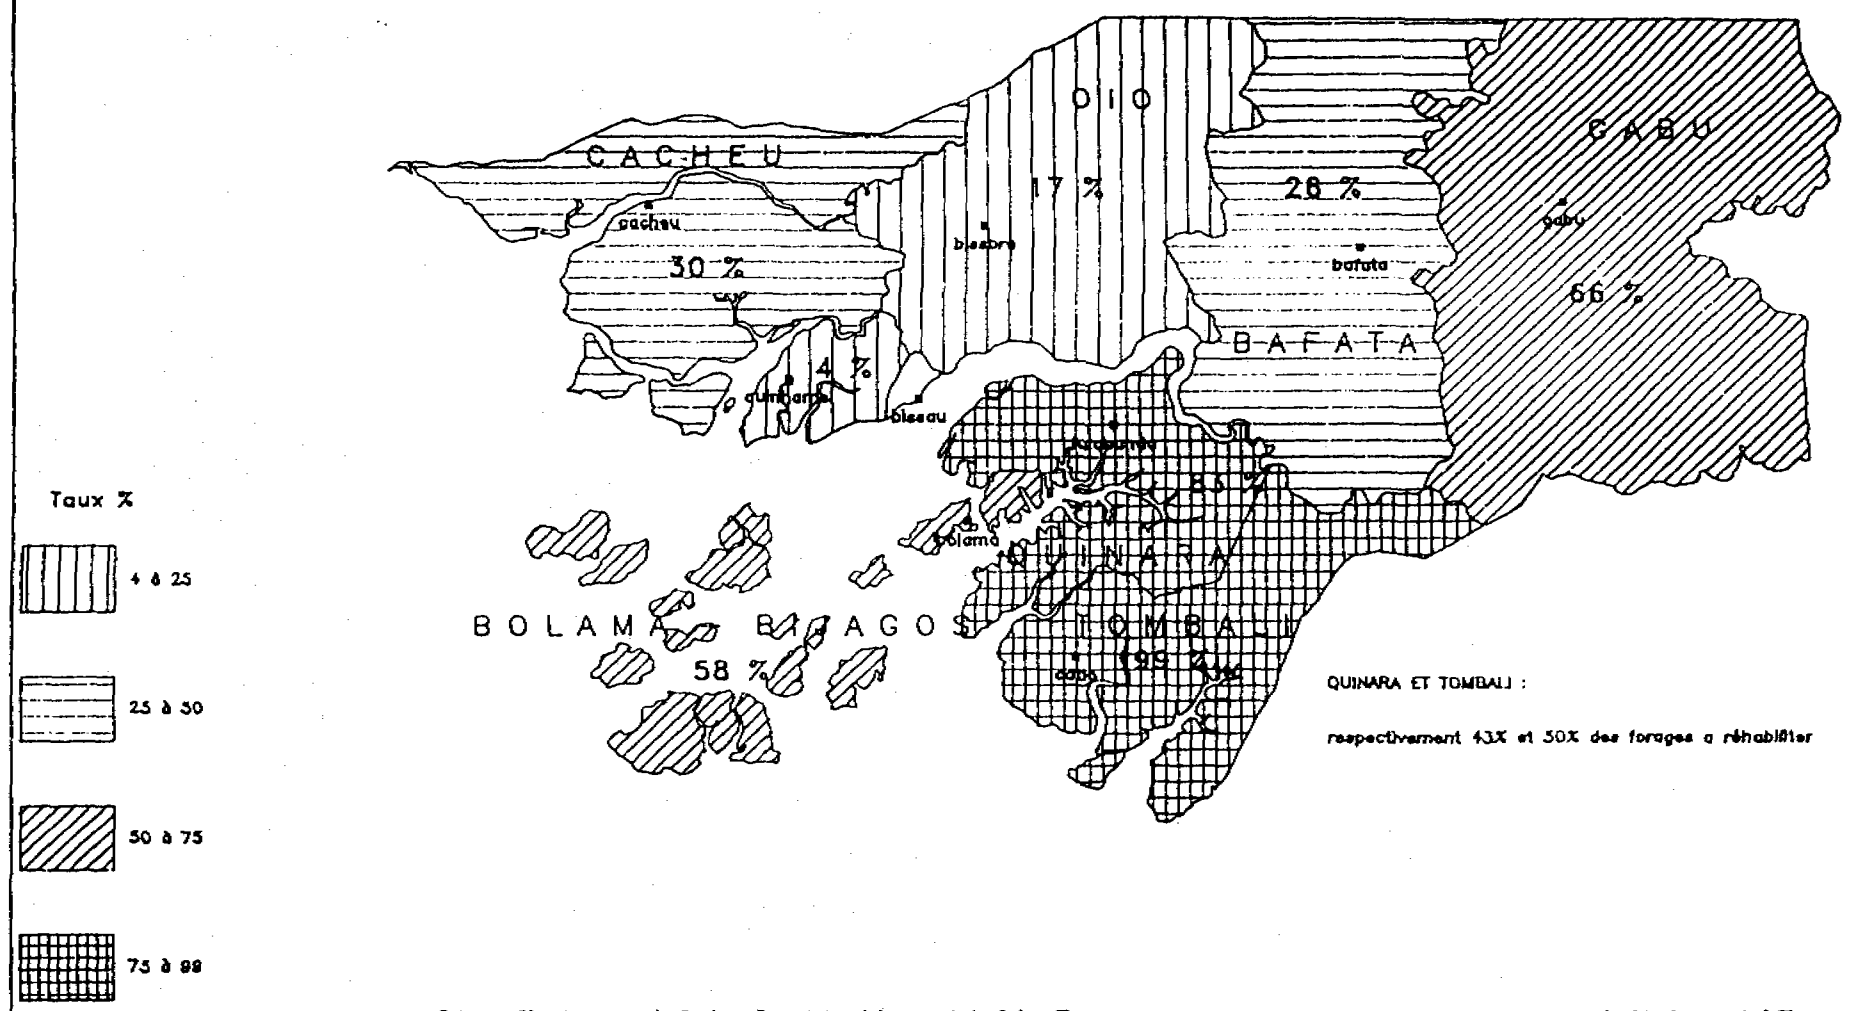 OIO
GABU
CACHEU
17 %
28 %
cacheu
gabu
bissora
bafata
30 %
66 %
BAFATA
4 %
bissau
Taux %
83 %
bolama
QUINARA
4 à 25
BOLAMA - BIJAGOS
TOMBALI
99 %
58 %
QUINARA ET TOMBALI :
25 à 50
respectivement 43% et 50% des forages a réhabiliter
50 à 75
75 à 99